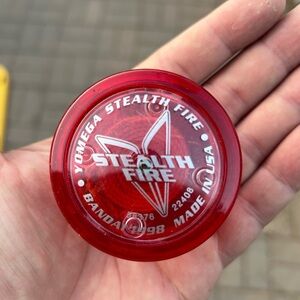 • YOMEGA STEALTH FIRE •
STEALTH
FIRE
BANDAI 1998
MADE IN USA
22408